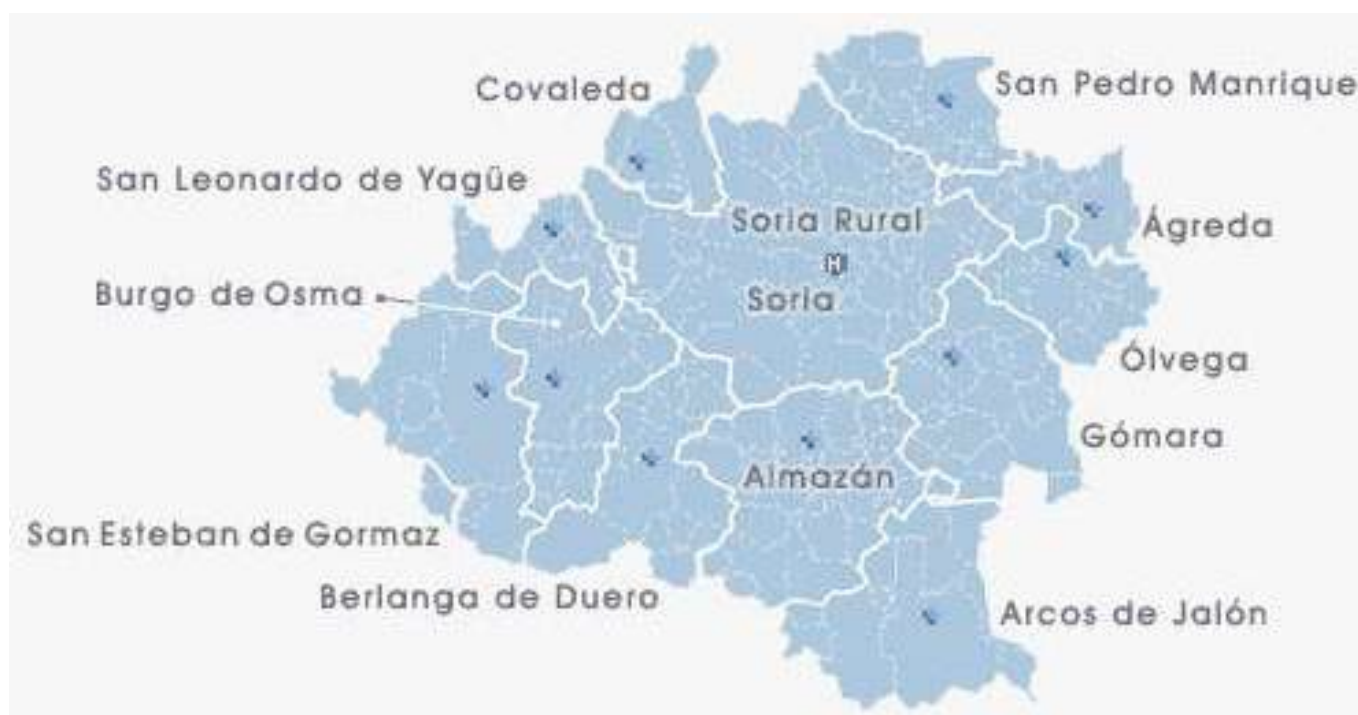 San Pedro Manrique
Covaleda
San Leonardo de Yagüe
Soria Rural
Ágreda
H
Burgo de Osma
Soria
Ólvega
Gómara
Almazán
San Esteban de Gormaz
Berlanga de Duero
Arcos de Jalón